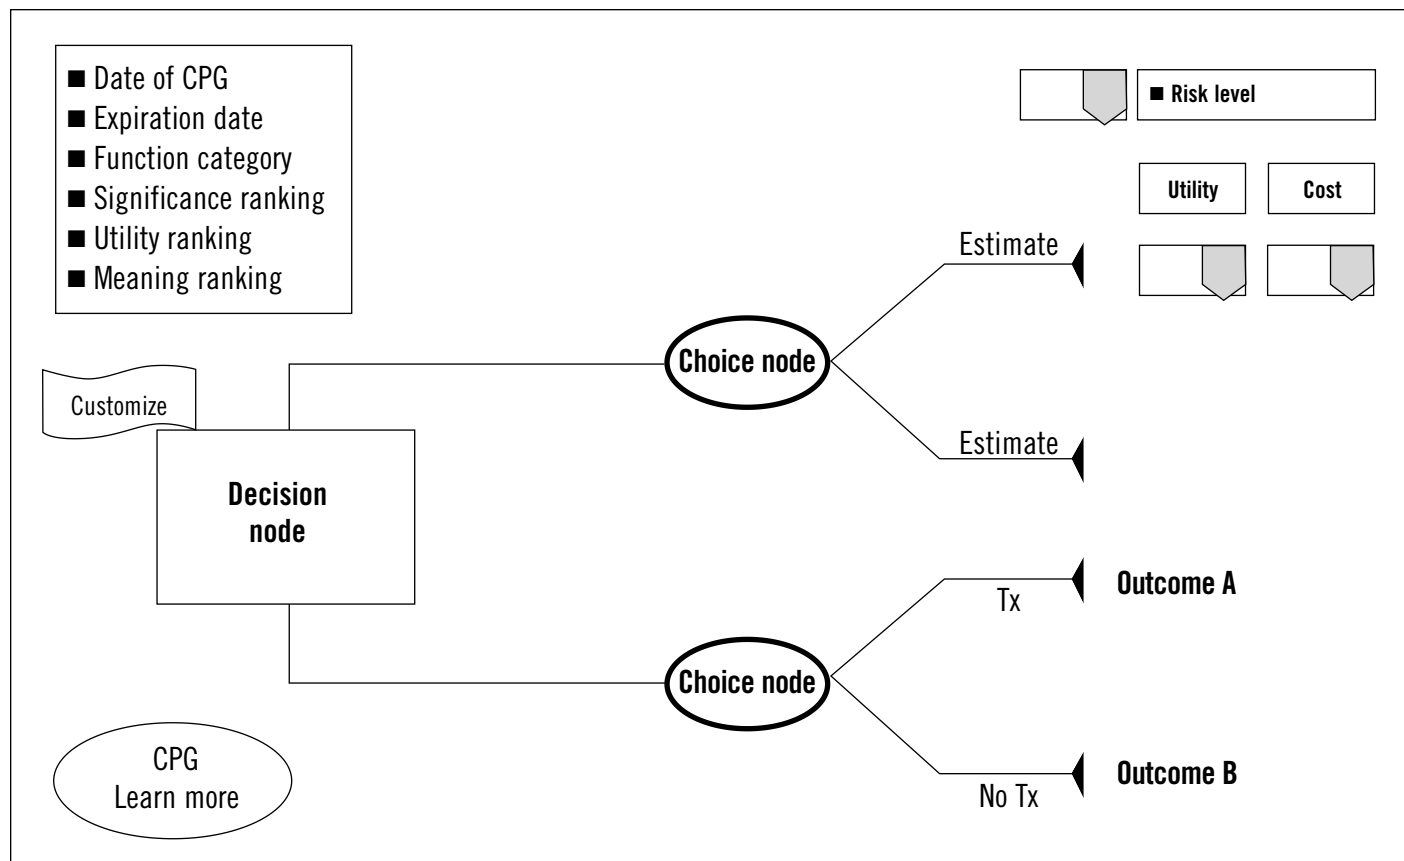 ■ Date of CPG
■ Expiration date
■ Function category
■ Significance ranking
■ Utility ranking
■ Meaning ranking
■ Risk level
Utility
Cost
Estimate
Choice node
Customize
Estimate
Decision
node
Tx
Outcome A
Choice node
CPG
Learn more
No Tx
Outcome B